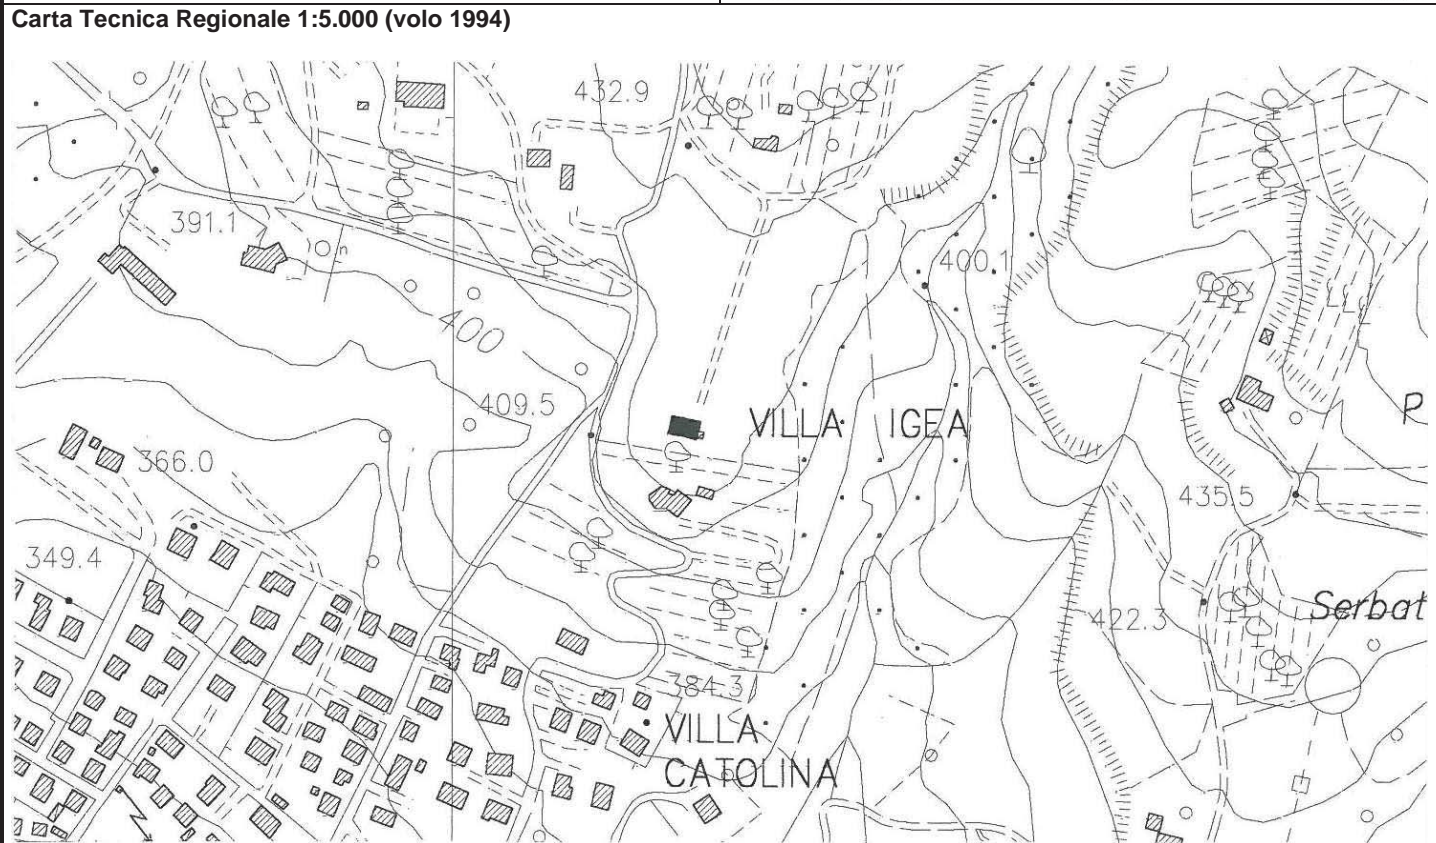 Carta Tecnica Regionale 1:5.000 (volo 1994)
432.9
391.1
n
400.1
400
409.5
VILLA IGEA
P
366.0
435.5
349.4
422.3
Serbat
384.3
VILLA
CATOLINA